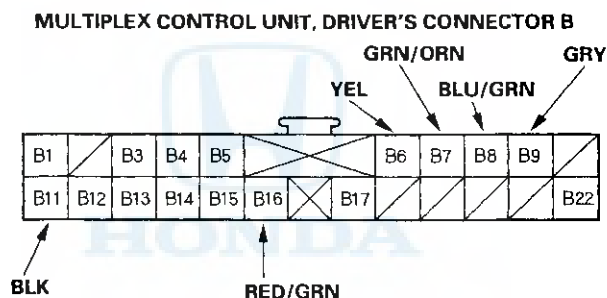 MULTIPLEX CONTROL UNIT, DRIVER'S CONNECTOR B
GRN/ORN GRY
YEL BLU/GRN
B1 B3 B4 B5 B6 B7 B8 B9
B11 B12 B13 B14 B15 B16 B17 B22
HONDA
BLK RED/GRN